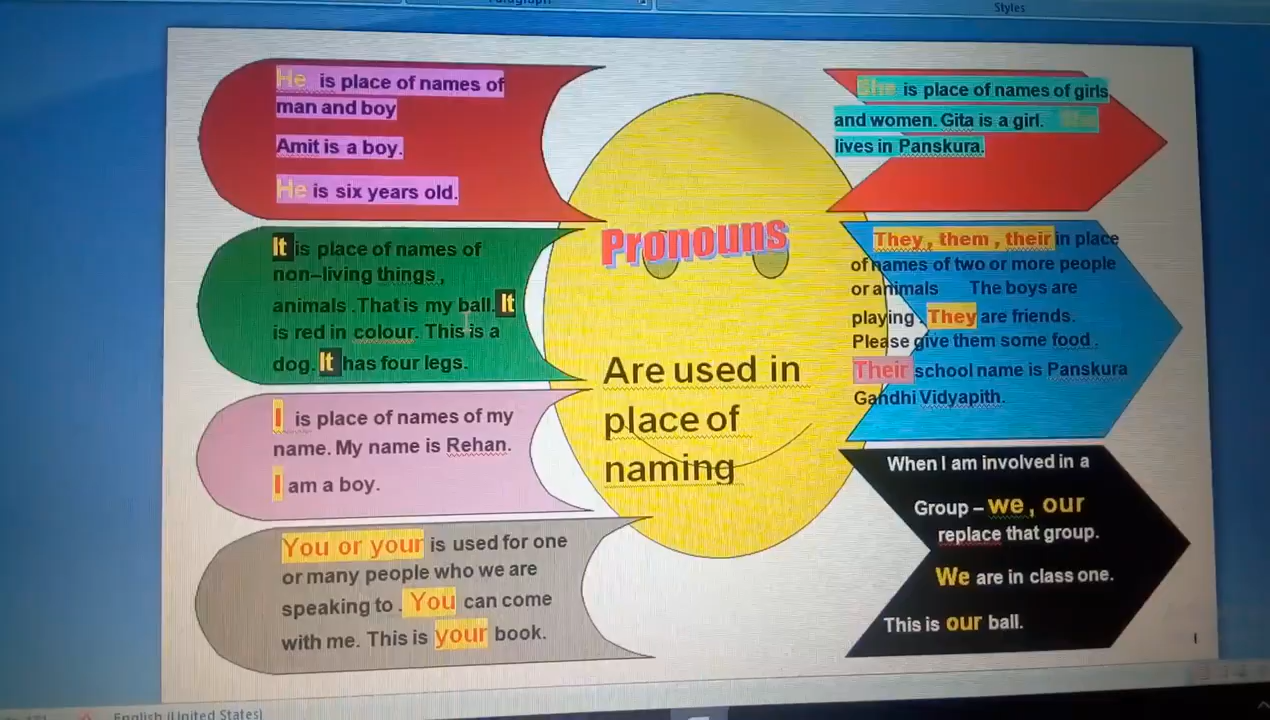 Paragraph
Styles
He is place of names of
man and boy
Amit is a boy.
He is six years old.
It is place of names of
non–living things,
animals .That is my ball. It
is red in colour. This is a
dog. It has four legs.
I is place of names of my
name. My name is Rehan.
I am a boy.
You or your is used for one
or many people who we are
speaking to . You can come
with me. This is your book.
Pronouns
Are used in
place of
naming
She is place of names of girls
and women. Gita is a girl. She
lives in Panskura.
They , them , their in place
of names of two or more people
or animals The boys are
playing. They are friends.
Please give them some food .
Their school name is Panskura
Gandhi Vidyapith.
When I am involved in a
Group – we , our
replace that group.
We are in class one.
This is our ball.
English (United States)